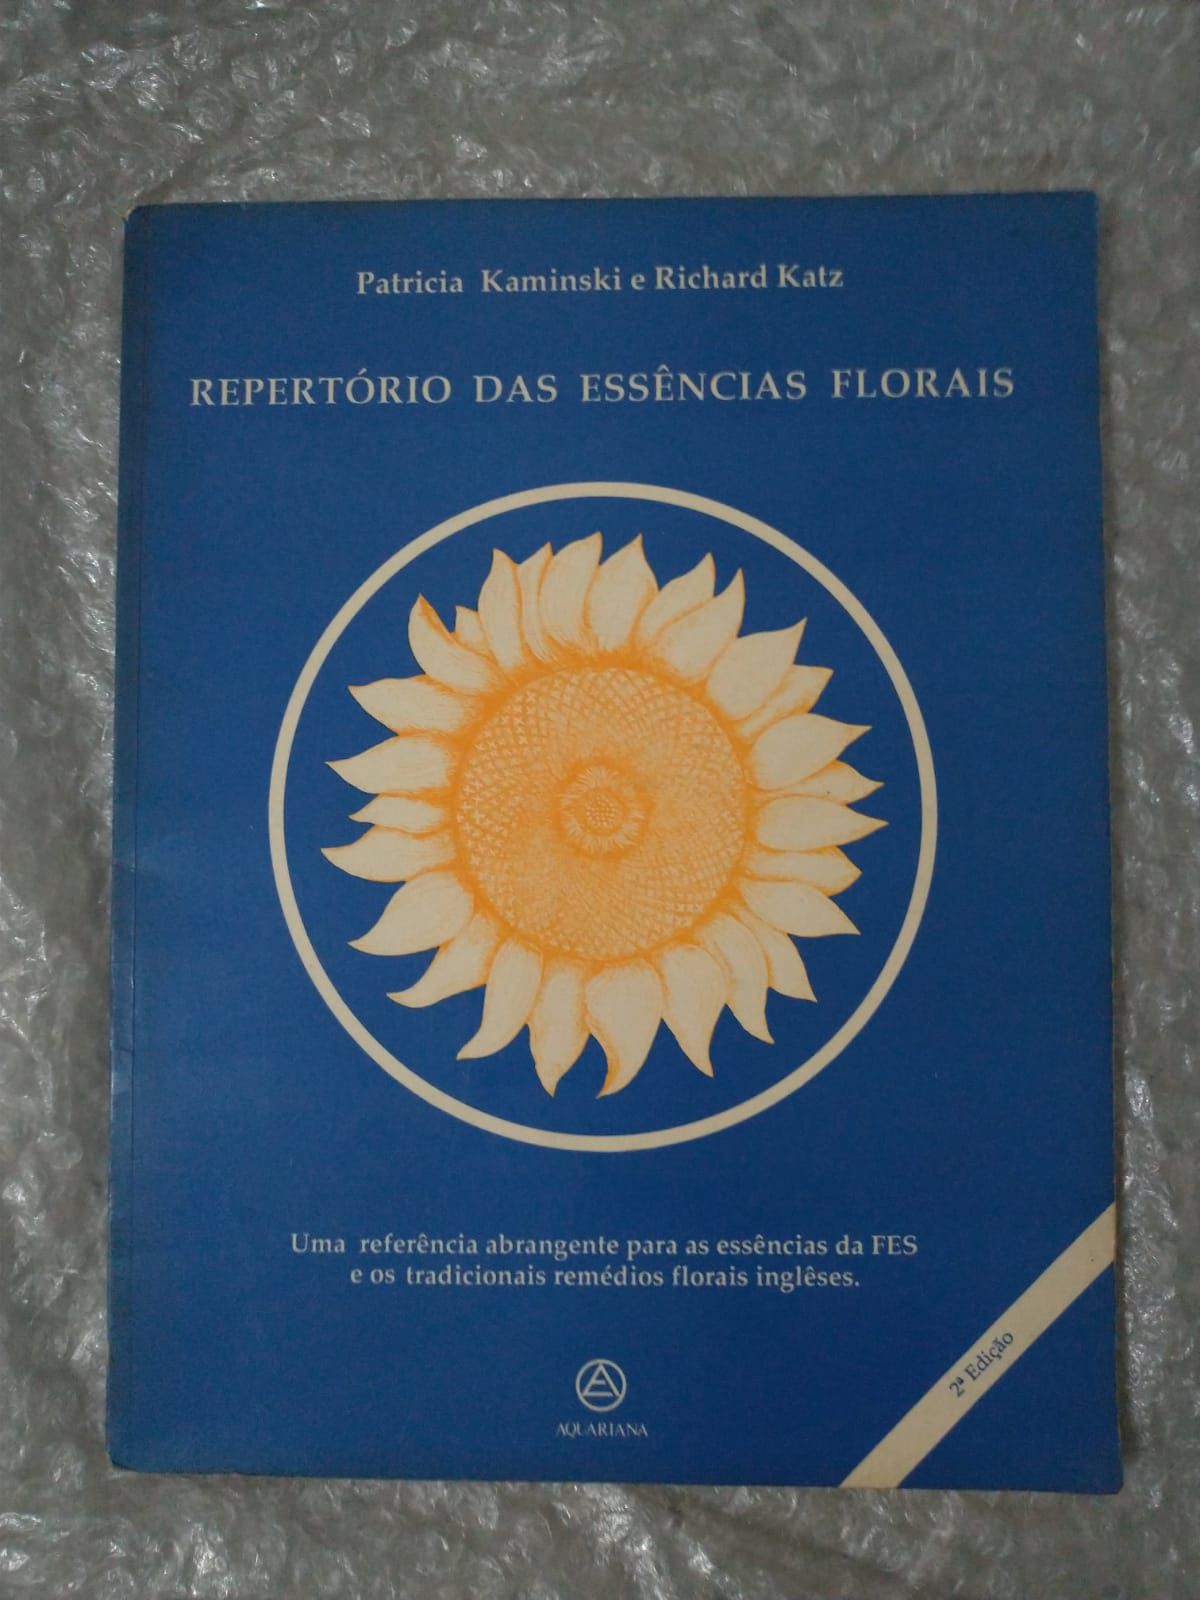 Patricia Kaminski e Richard Katz
REPERTÓRIO DAS ESSÊNCIAS FLORAIS
Uma referência abrangente para as essências da FES
e os tradicionais remédios florais inglêses.
2ª Edição
AQUARIANA